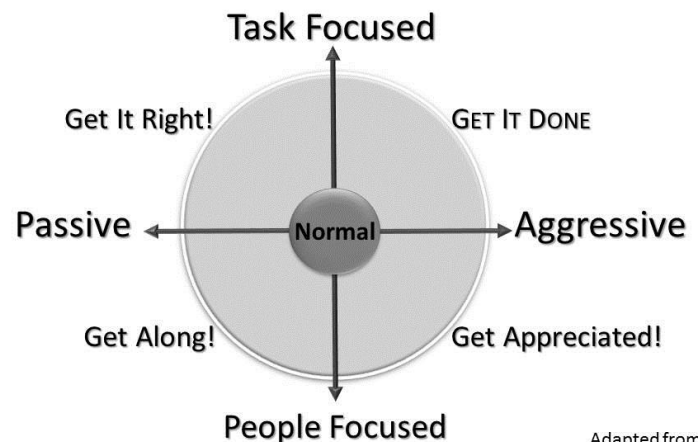 Task Focused
Get It Right!
GET IT DONE
Passive
Normal
Aggressive
Get Along!
Get Appreciated!
People Focused
Adapted from